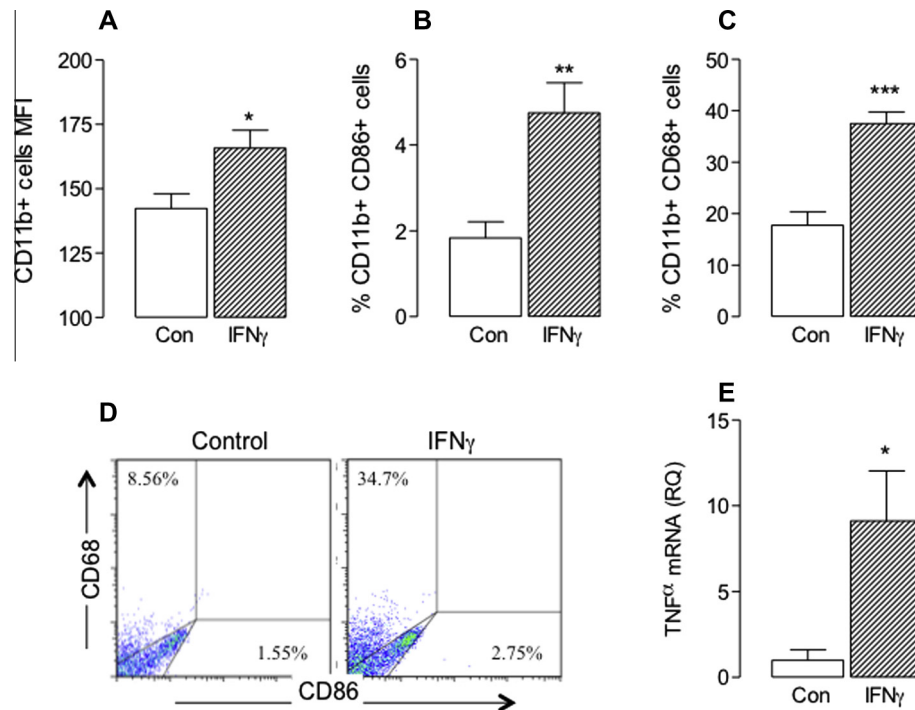 A
CD11b+ cells MFI
200
175
150
125
100
*
Con
IFNγ
B
% CD11b+ CD86+ cells
6
4
2
0
**
Con
IFNγ
C
% CD11b+ CD68+ cells
50
40
30
20
10
0
***
Con
IFNγ
D
Control
IFNγ
CD68
8.56%
1.55%
34.7%
2.75%
CD86
E
TNFα mRNA (RQ)
15
10
5
0
*
Con
IFNγ